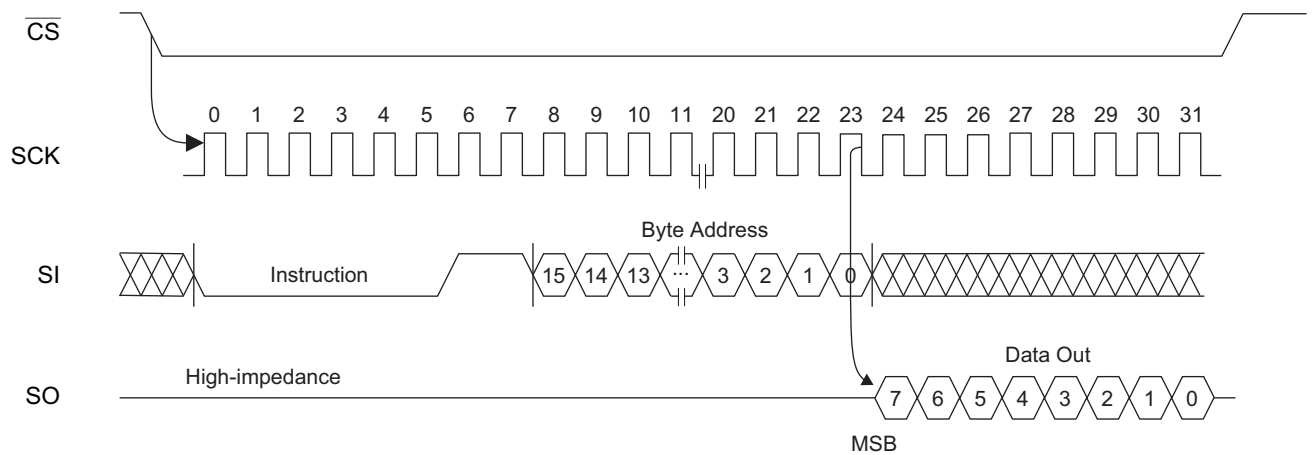 CS
0 1 2 3 4 5 6 7 8 9 10 11 20 21 22 23 24 25 26 27 28 29 30 31
SCK
Byte Address
SI
Instruction
15 14 13 ... 3 2 1 0
Data Out
High-impedance
SO
7 6 5 4 3 2 1 0
MSB